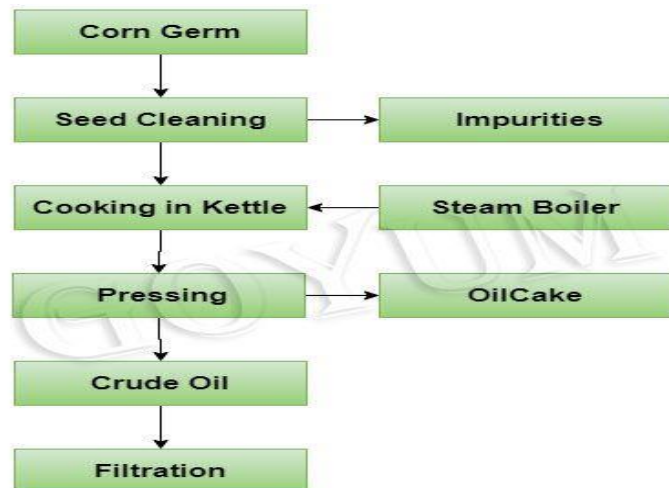 Corn Germ
Seed Cleaning
Impurities
Cooking in Kettle
Steam Boiler
Pressing
OilCake
Crude Oil
Filtration
GOYUM